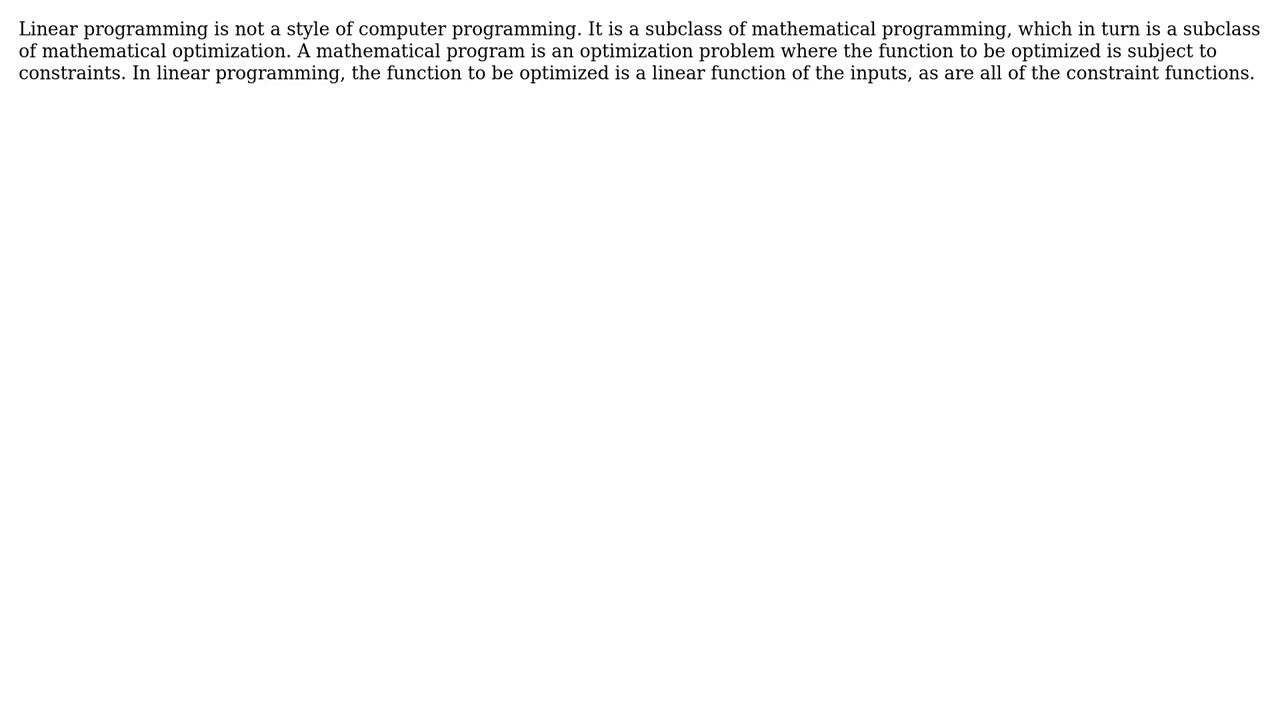 Linear programming is not a style of computer programming. It is a subclass of mathematical programming, which in turn is a subclass
of mathematical optimization. A mathematical program is an optimization problem where the function to be optimized is subject to
constraints. In linear programming, the function to be optimized is a linear function of the inputs, as are all of the constraint functions.